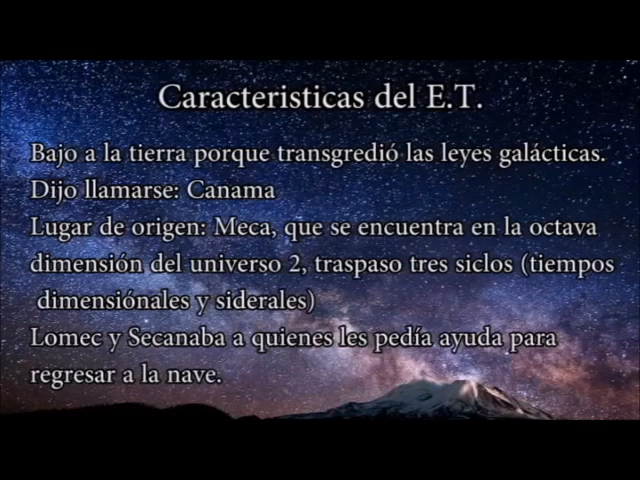 Caracteristicas del E.T.
Bajo a la tierra porque transgredió las leyes galácticas.
Dijo llamarse: Canama
Lugar de origen: Meca, que se encuentra en la octava
dimensión del universo 2, traspaso tres siclos (tiempos
dimensiónales y siderales)
Lomec y Secanaba a quienes les pedía ayuda para
regresar a la nave.